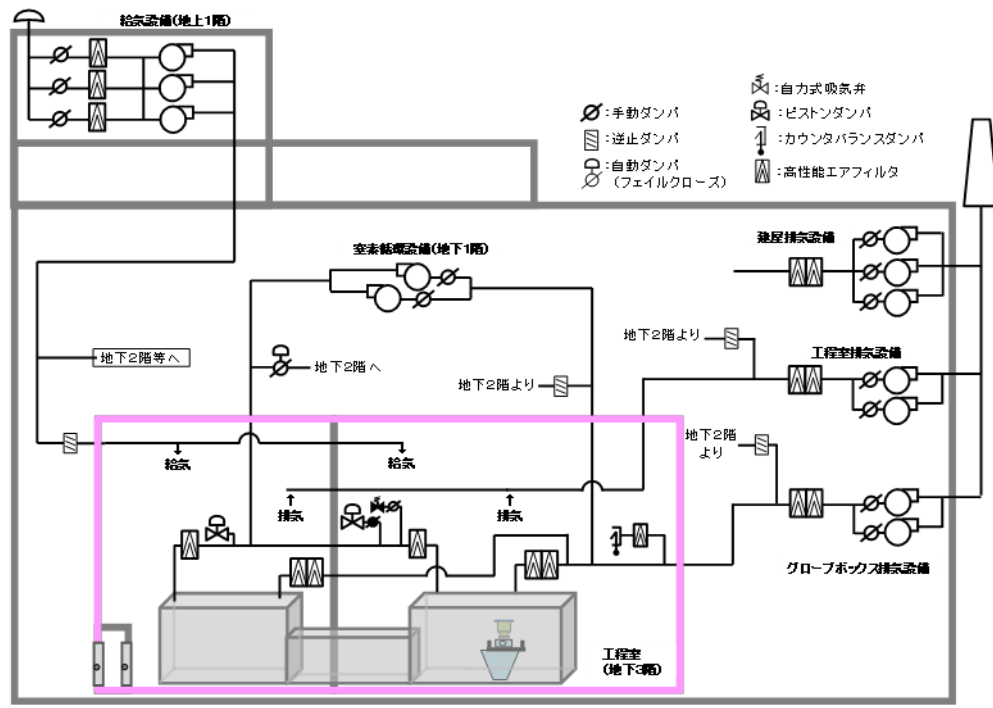 給気設備(地上1階)
:手動ダンパ
:逆止ダンパ
:自動ダンパ
(フェイルクローズ)
:自力式吸気弁
:ピストンダンパ
:カウンタバランスダンパ
:高性能エアフィルタ
窒素循環設備(地下1階)
建屋排気設備
地下2階等へ
地下2階へ
地下2階より
地下2階より
工程室排気設備
給気
給気
地下2階
より
排気
排気
グローブボックス排気設備
工程室
(地下3階)